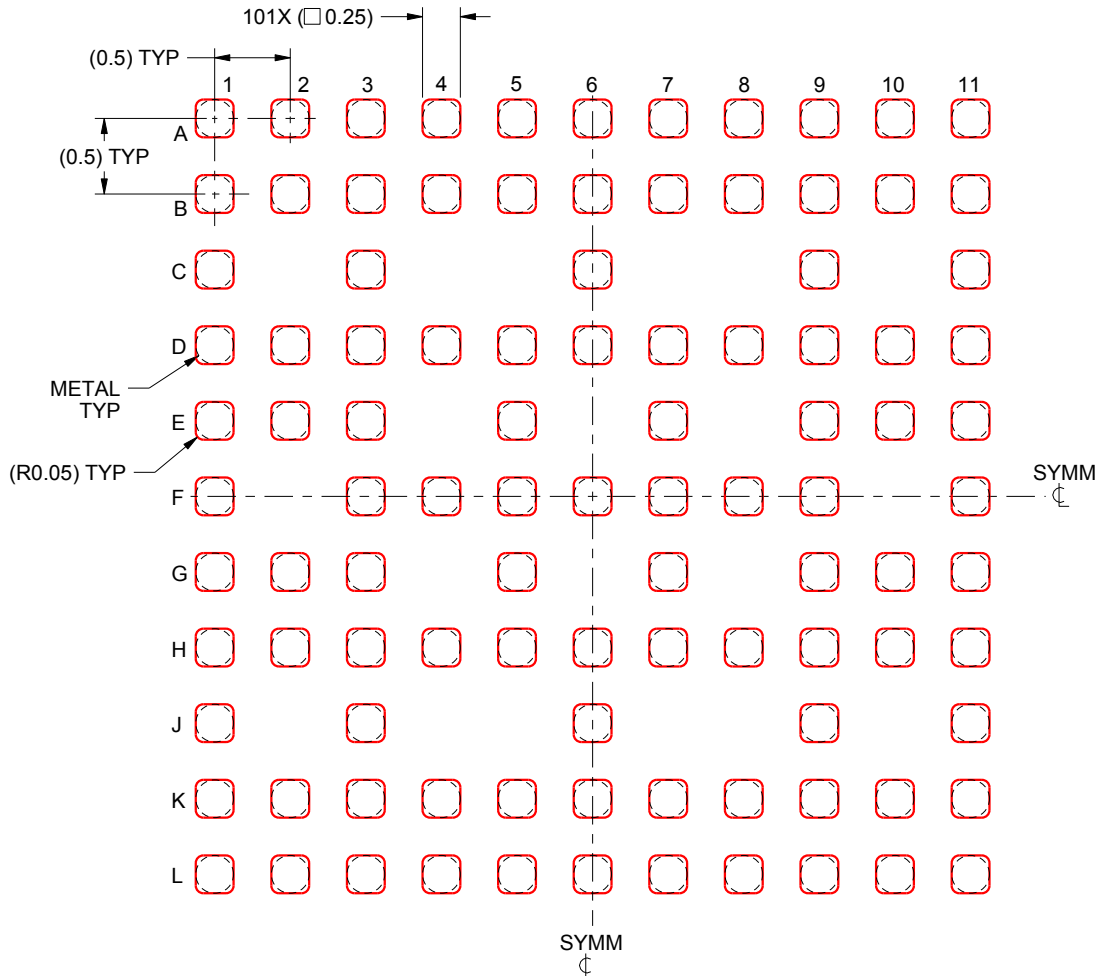 101X (□ 0.25)
(0.5) TYP
1 2 3 4 5 6 7 8 9 10 11
A
(0.5) TYP
B
C
D
METAL
TYP
E
(R0.05) TYP
F
SYMM
℄
G
H
J
K
L
SYMM
℄